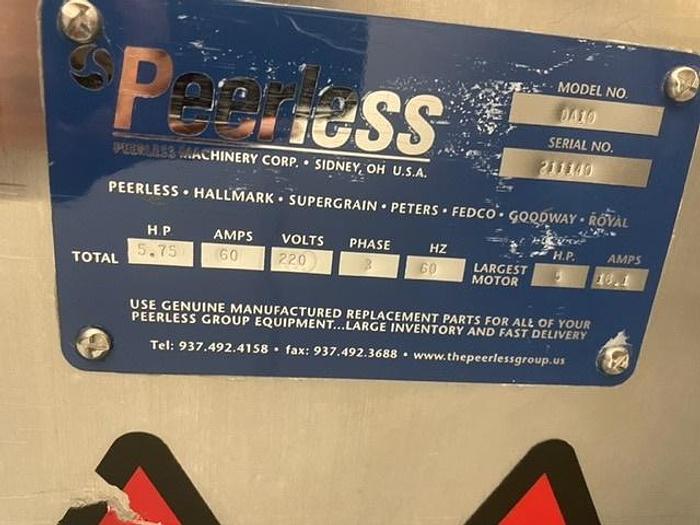 Peerless
PEERLESS MACHINERY CORP. • SIDNEY, OH U.S.A.
MODEL NO.
DA10
SERIAL NO.
211140
PEERLESS • HALLMARK • SUPERGRAIN • PETERS • FEDCO • GOODWAY • ROYAL
H.P AMPS VOLTS PHASE HZ H.P. AMPS
TOTAL 5.75 60 220 3 60 LARGEST MOTOR 5 16.1
USE GENUINE MANUFACTURED REPLACEMENT PARTS FOR ALL OF YOUR
PEERLESS GROUP EQUIPMENT...LARGE INVENTORY AND FAST DELIVERY
Tel: 937.492.4158 • fax: 937.492.3688 • www.thepeerlessgroup.us